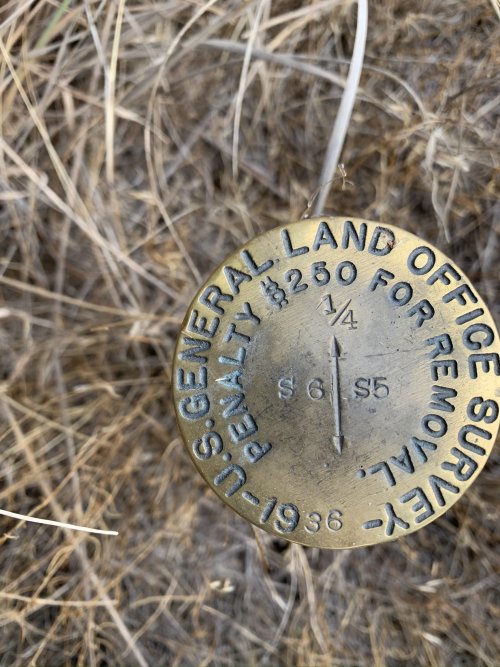 U.S. GENERAL LAND OFFICE SURVEY
PENALTY $250 FOR REMOVAL.
1/4
S 6 S5
-1936-